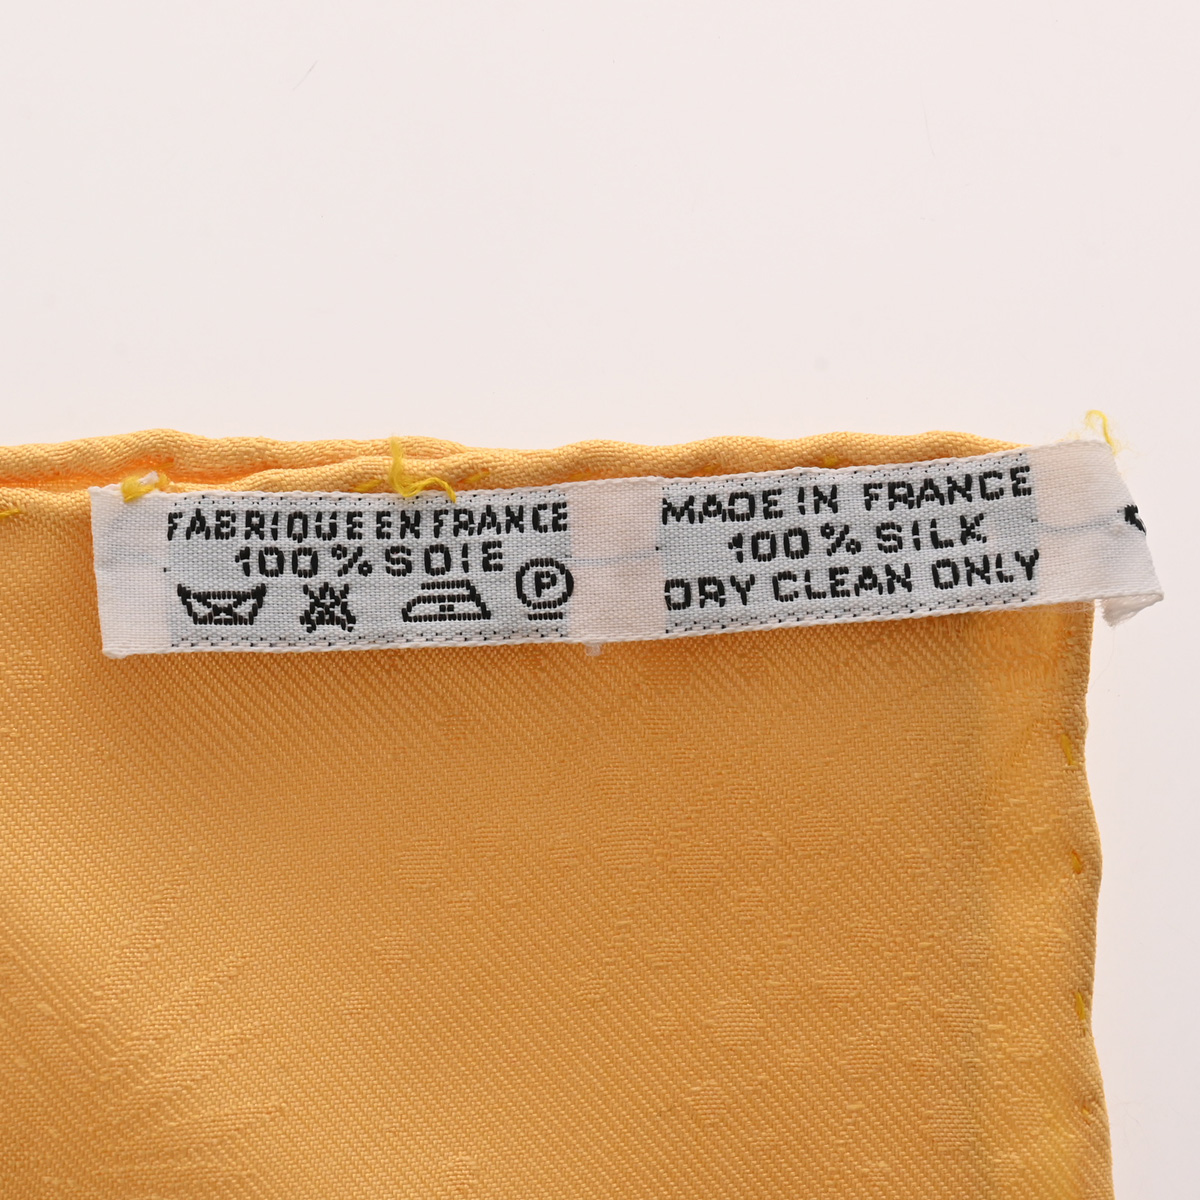 FABRIQUE EN FRANCE
100% SOIE
P
MADE IN FRANCE
100% SILK
DRY CLEAN ONLY